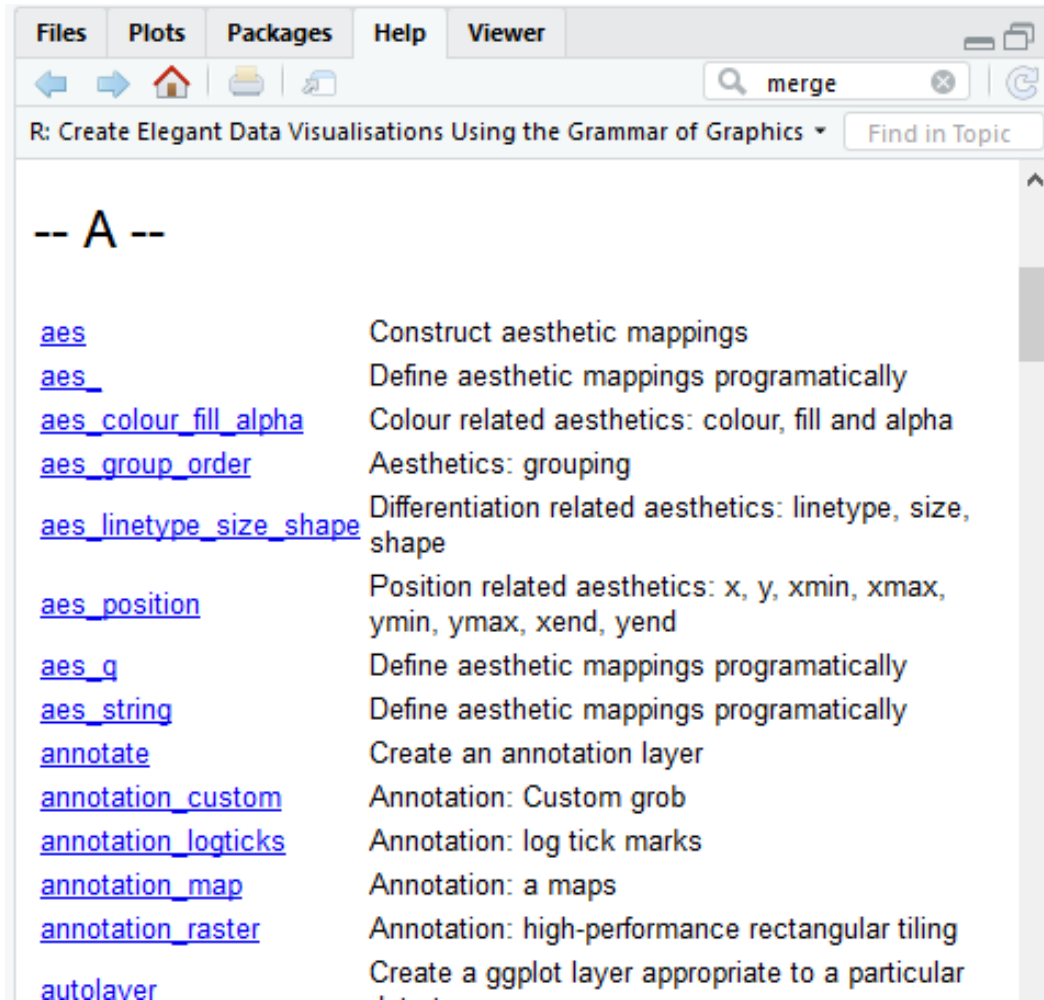 Files Plots Packages Help Viewer
merge
R: Create Elegant Data Visualisations Using the Grammar of Graphics Find in Topic
-- A --
aes Construct aesthetic mappings
aes_ Define aesthetic mappings programatically
aes_colour_fill_alpha Colour related aesthetics: colour, fill and alpha
aes_group_order Aesthetics: grouping
aes_linetype_size_shape Differentiation related aesthetics: linetype, size,
shape
aes_position Position related aesthetics: x, y, xmin, xmax,
ymin, ymax, xend, yend
aes_q Define aesthetic mappings programatically
aes_string Define aesthetic mappings programatically
annotate Create an annotation layer
annotation_custom Annotation: Custom grob
annotation_logticks Annotation: log tick marks
annotation_map Annotation: a maps
annotation_raster Annotation: high-performance rectangular tiling
autolayer Create a ggplot layer appropriate to a particular